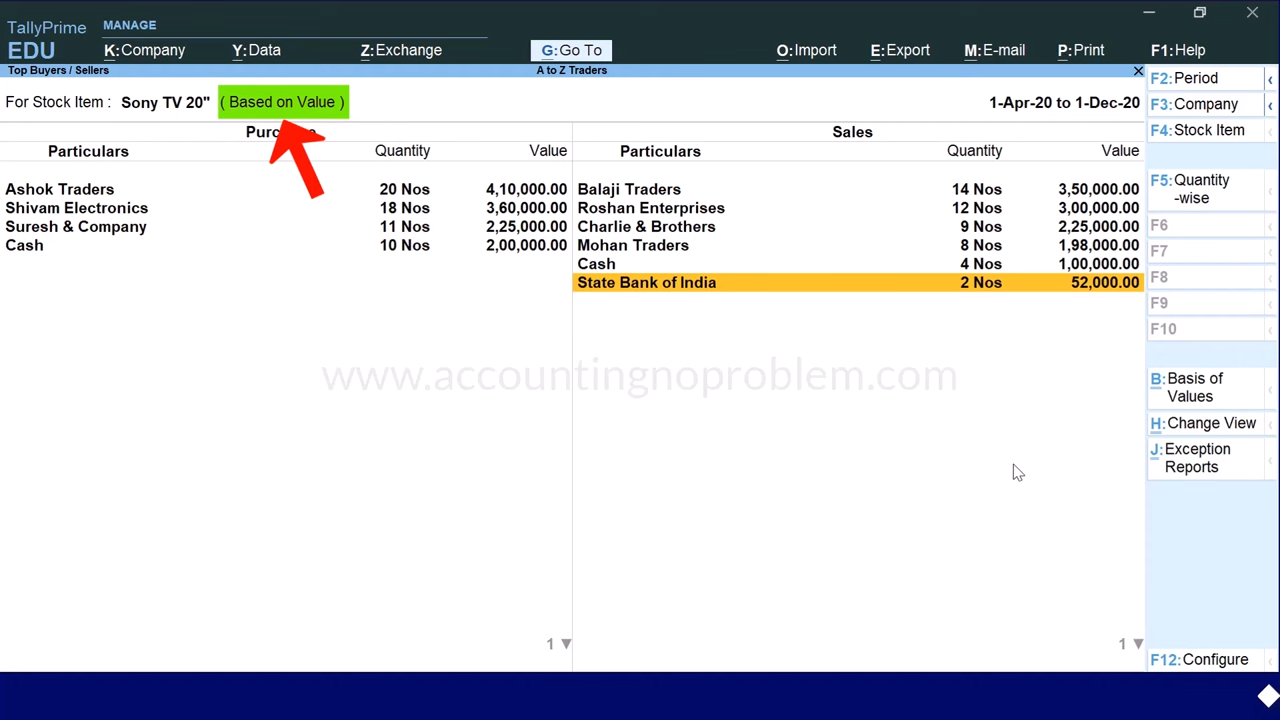 TallyPrime
EDU
MANAGE
K:Company
Y:Data
Z:Exchange
G:Go To
O:Import
E:Export
M:E-mail
P:Print
F1:Help
Top Buyers / Sellers
A to Z Traders
For Stock Item : Sony TV 20" ( Based on Value )
1-Apr-20 to 1-Dec-20
Particulars Quantity Value
Ashok Traders 20 Nos 4,10,000.00
Shivam Electronics 18 Nos 3,60,000.00
Suresh & Company 11 Nos 2,25,000.00
Cash 10 Nos 2,00,000.00
1
Sales
Particulars Quantity Value
Balaji Traders 14 Nos 3,50,000.00
Roshan Enterprises 12 Nos 3,00,000.00
Charlie & Brothers 9 Nos 2,25,000.00
Mohan Traders 8 Nos 1,98,000.00
Cash 4 Nos 1,00,000.00
State Bank of India 2 Nos 52,000.00
1
www.accountingnoproblem.com
F2:Period
F3:Company
F4:Stock Item
F5:Quantity
-wise
F6
F7
F8
F9
F10
B:Basis of
Values
H:Change View
J:Exception
Reports
F12:Configure